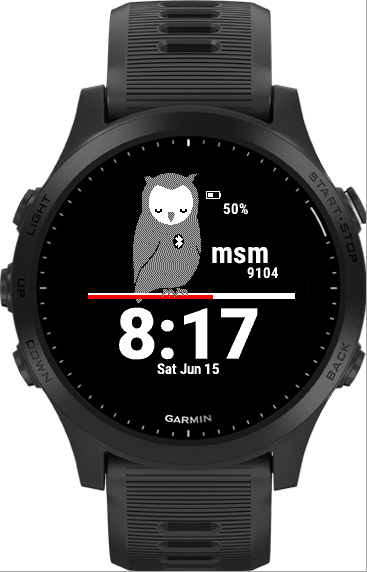 50%
msm
9104
8:17
Sat Jun 15
GARMIN
LIGHT
UP
DOWN
START·STOP
BACK